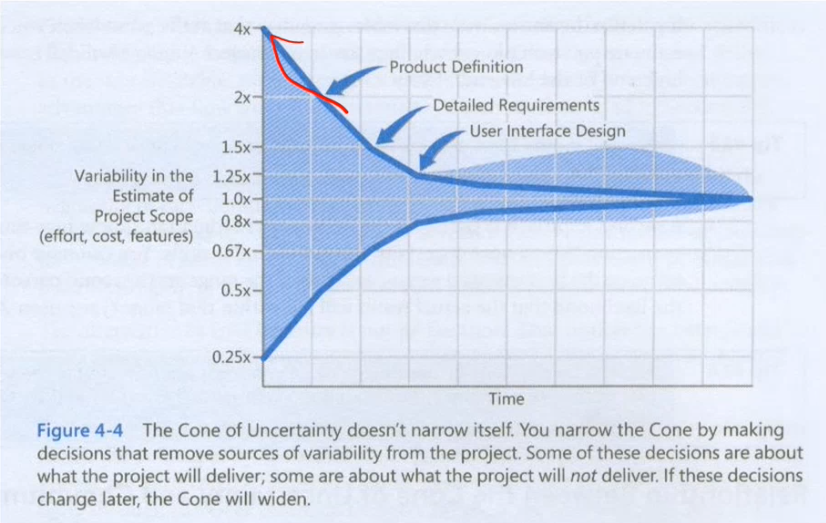 4x
Product Definition
2x
Detailed Requirements
User Interface Design
1.5x
Variability in the
Estimate of
Project Scope
(effort, cost, features)
1.25x
1.0x
0.8x
0.67x
0.5x
0.25x
Time
Figure 4-4 The Cone of Uncertainty doesn't narrow itself. You narrow the Cone by making
decisions that remove sources of variability from the project. Some of these decisions are about
what the project will deliver; some are about what the project will not deliver. If these decisions
change later, the Cone will widen.